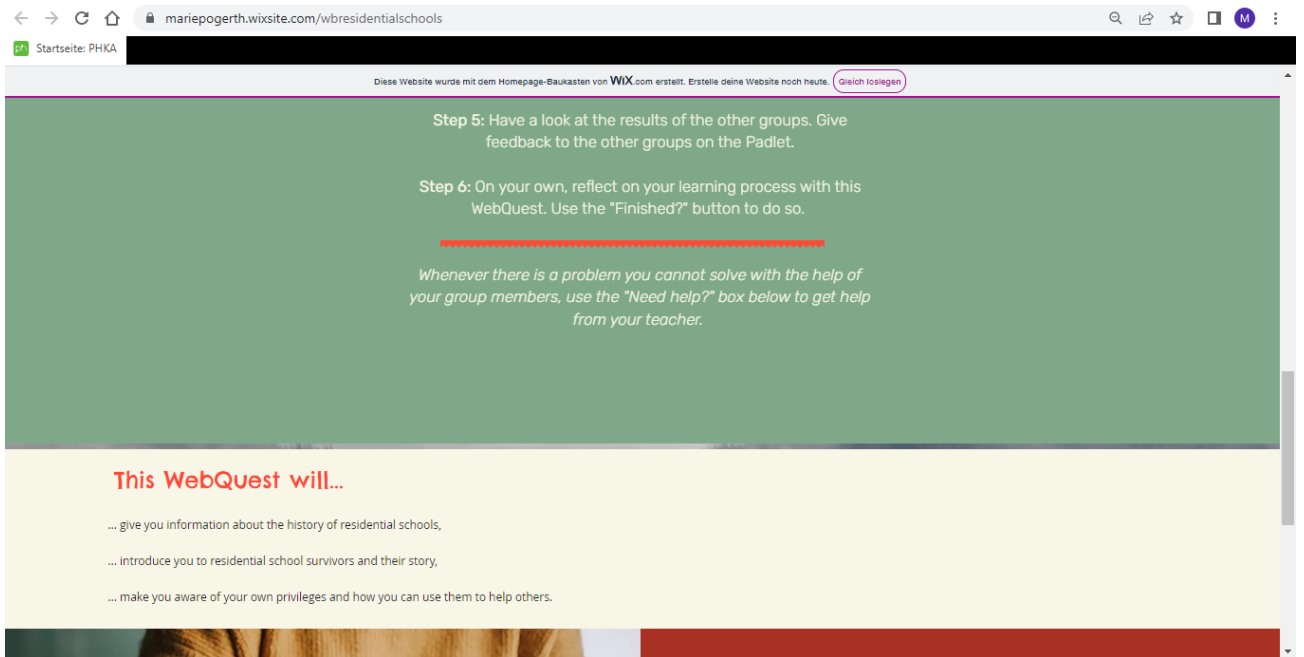 mariepogerth.wixsite.com/wbresidentialschools
M
ph Startseite: PHKA
Diese Website wurde mit dem Homepage-Baukasten von WiX.com erstellt. Erstelle deine Website noch heute. Gleich loslegen
Step 5: Have a look at the results of the other groups. Give
feedback to the other groups on the Padlet.
Step 6: On your own, reflect on your learning process with this
WebQuest. Use the "Finished?" button to do so.
Whenever there is a problem you cannot solve with the help of
your group members, use the "Need help?" box below to get help
from your teacher.
This WebQuest will...
... give you information about the history of residential schools,
... introduce you to residential school survivors and their story,
... make you aware of your own privileges and how you can use them to help others.